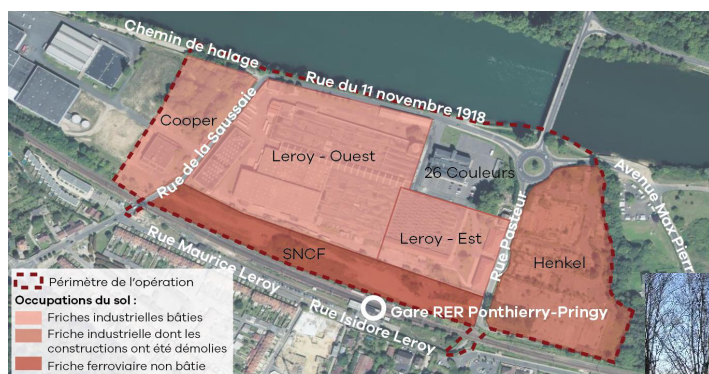 Chemin de halage
Rue du 11 novembre 1918
Cooper
Rue de la Saussaie
Leroy - Ouest
26 Couleurs
Avenue Max Pierr
Leroy - Est
Rue Pasteur
Henkel
SNCF
Rue Maurice Leroy
Gare RER Ponthierry-Pringy
Rue Isidore Leroy
Périmètre de l'opération
Occupations du sol :
Friches industrielles bâties
Friche industrielle dont les
constructions ont été démolies
Friche ferroviaire non bâtie